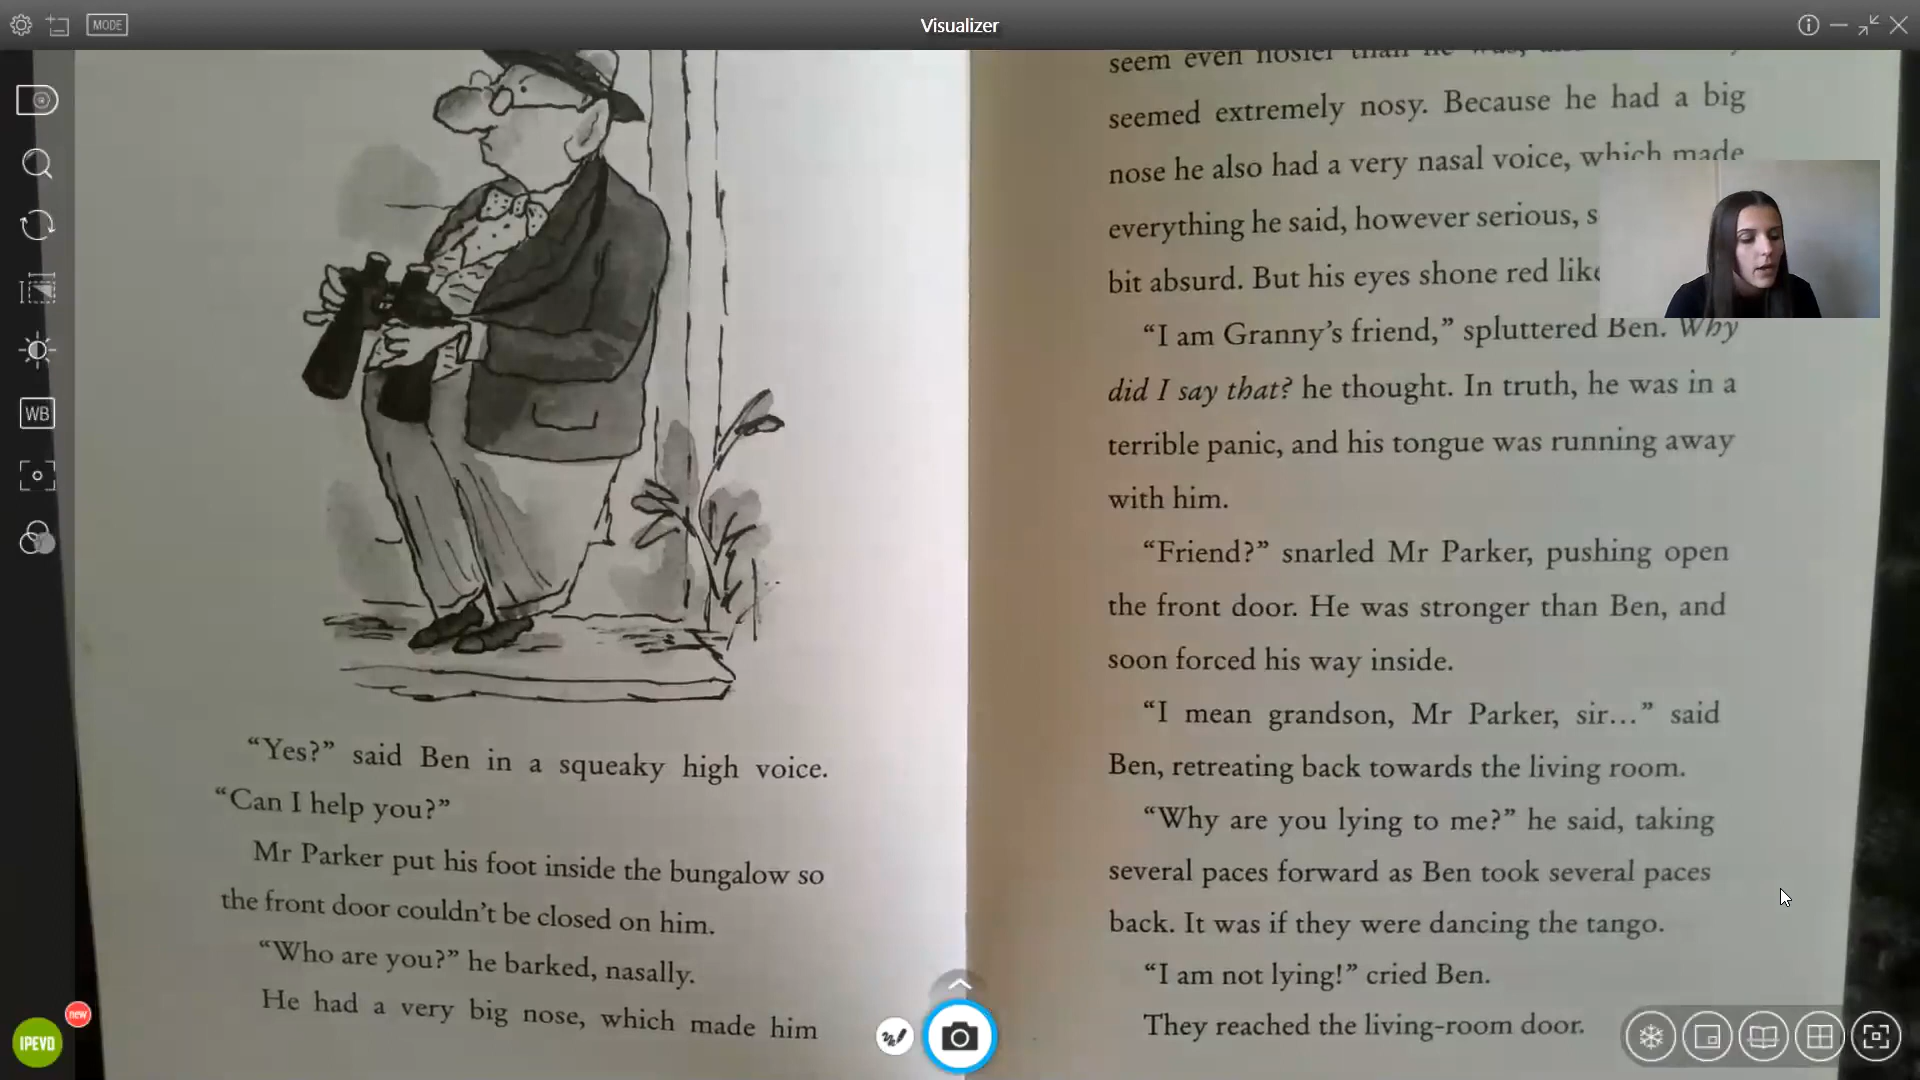 MODE
Visualizer
WB
new
IPEVO
“Yes?” said Ben in a squeaky high voice.
“Can I help you?”
Mr Parker put his foot inside the bungalow so
the front door couldn’t be closed on him.
“Who are you?” he barked, nasally.
He had a very big nose, which made him
seem even nosier than he was,
seemed extremely nosy. Because he had a big
nose he also had a very nasal voice, which made
everything he said, however serious,
bit absurd. But his eyes shone red like
“I am Granny’s friend,” spluttered Ben. Why
did I say that? he thought. In truth, he was in a
terrible panic, and his tongue was running away
with him.
“Friend?” snarled Mr Parker, pushing open
the front door. He was stronger than Ben, and
soon forced his way inside.
“I mean grandson, Mr Parker, sir…” said
Ben, retreating back towards the living room.
“Why are you lying to me?” he said, taking
several paces forward as Ben took several paces
back. It was if they were dancing the tango.
“I am not lying!” cried Ben.
They reached the living-room door.